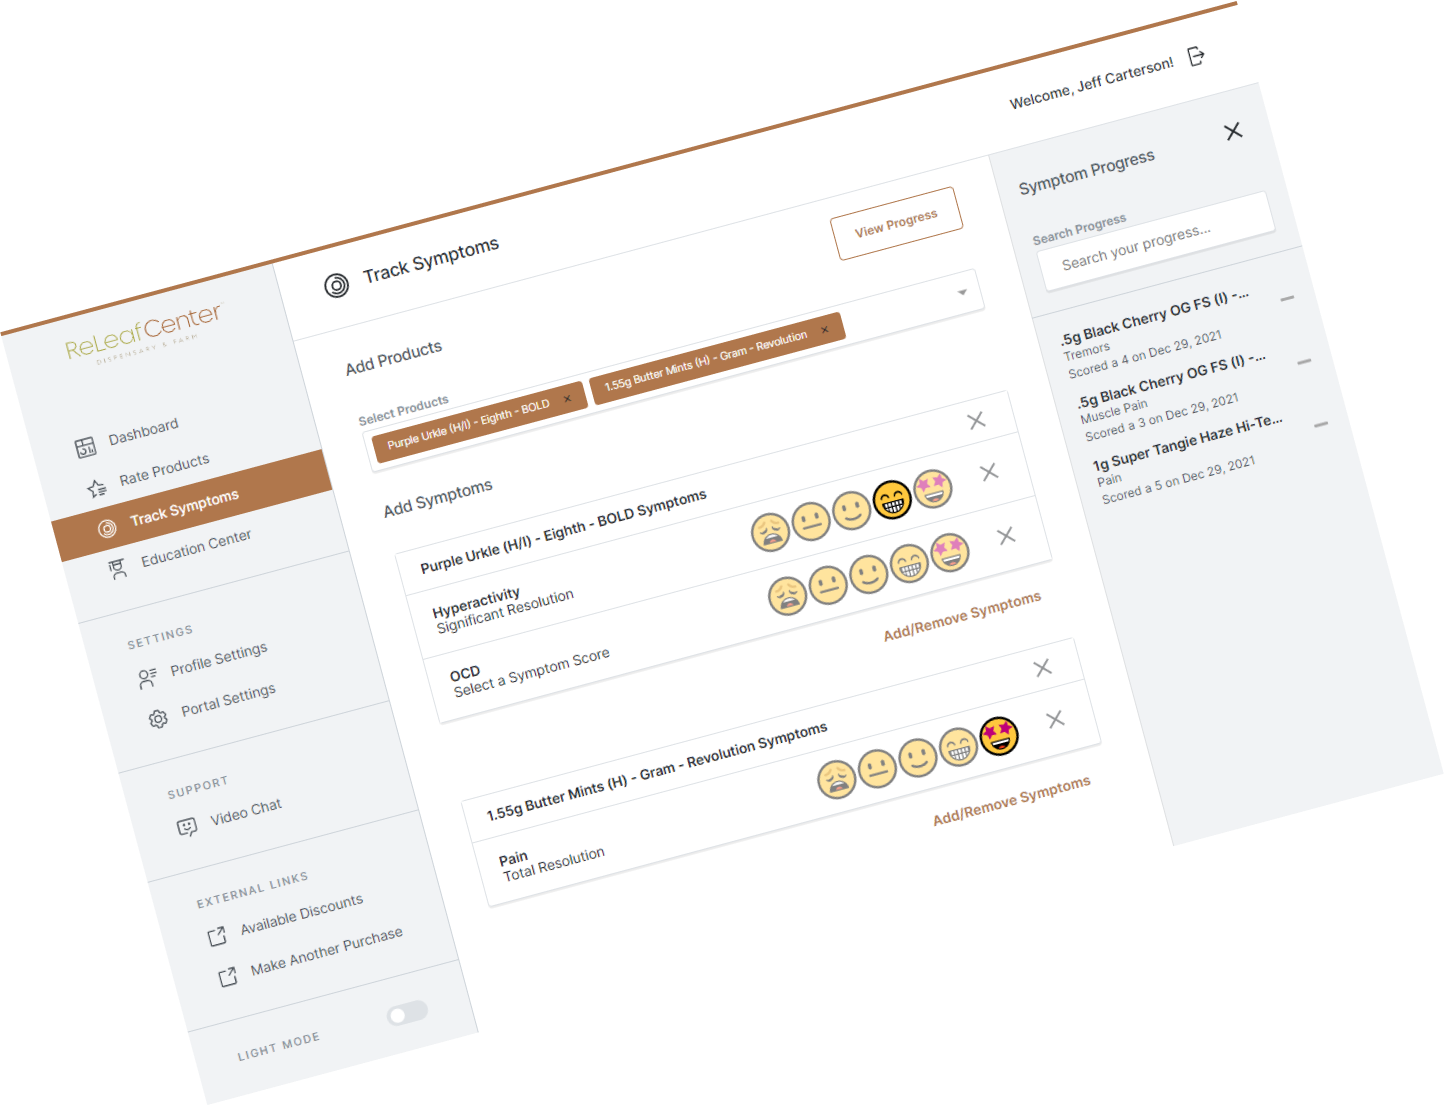 Welcome, Jeff Carterson!
ReLeafCenter
DISPENSARY & FARM
Dashboard
Rate Products
Track Symptoms
Education Center
SETTINGS
Profile Settings
Portal Settings
SUPPORT
Video Chat
EXTERNAL LINKS
Available Discounts
Make Another Purchase
LIGHT MODE
Track Symptoms
View Progress
Add Products
Select Products
Purple Urkle (H/I) - Eighth - BOLD ×
1.55g Butter Mints (H) - Gram - Revolution ×
Add Symptoms
Purple Urkle (H/I) - Eighth - BOLD Symptoms
Hyperactivity
Significant Resolution
OCD
Select a Symptom Score
Add/Remove Symptoms
1.55g Butter Mints (H) - Gram - Revolution Symptoms
Pain
Total Resolution
Add/Remove Symptoms
Symptom Progress
Search Progress
Search your progress...
.5g Black Cherry OG FS (I) -...
Tremors
Scored a 4 on Dec 29, 2021
.5g Black Cherry OG FS (I) -...
Muscle Pain
Scored a 3 on Dec 29, 2021
1g Super Tangie Haze Hi-Te...
Pain
Scored a 5 on Dec 29, 2021